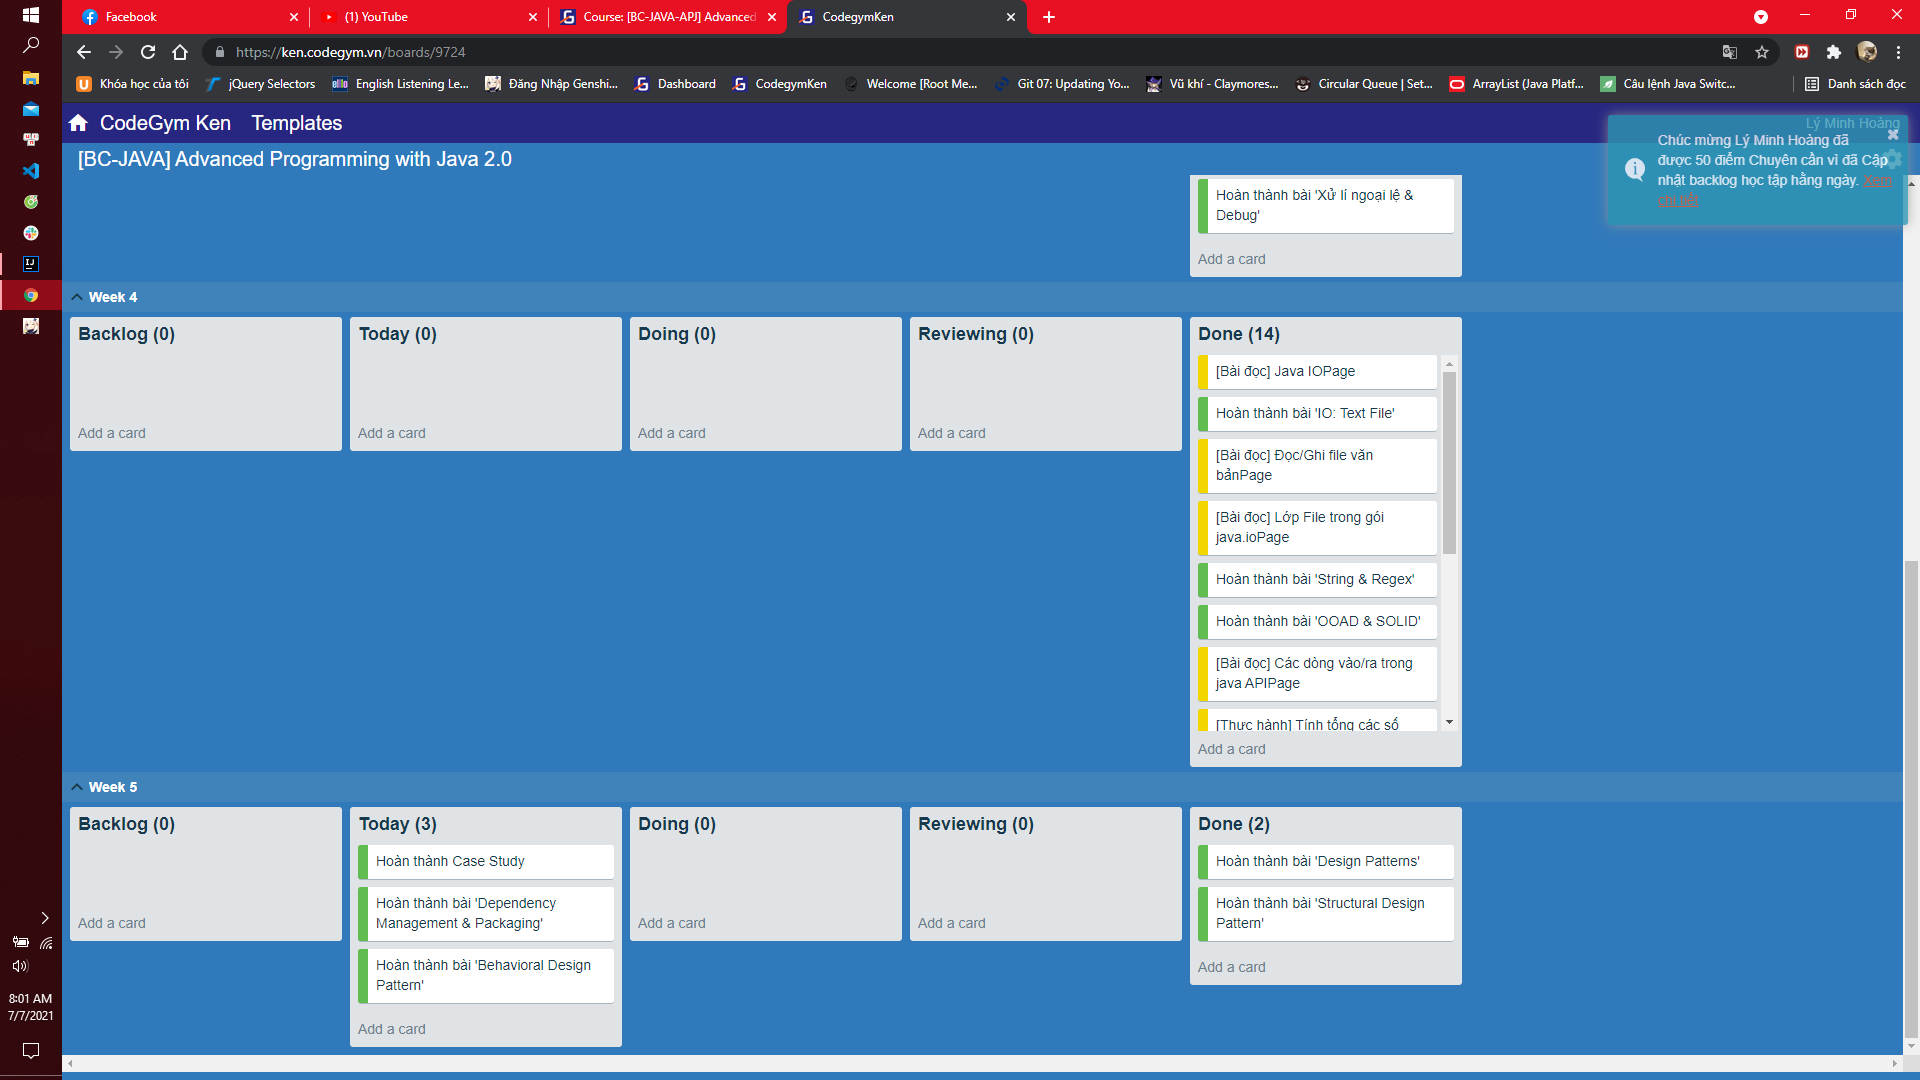 Facebook
(1) YouTube
Course: [BC-JAVA-APJ] Advanced
CodegymKen
https://ken.codegym.vn/boards/9724
Khóa học của tôi
jQuery Selectors
English Listening Le...
Đăng Nhập Genshi...
Dashboard
CodegymKen
Welcome [Root Me...
Git 07: Updating Yo...
Vũ khí - Claymores...
Circular Queue | Set...
ArrayList (Java Platf...
Câu lệnh Java Switc...
Danh sách đọc
CodeGym Ken
Templates
Lý Minh Hoàng
[BC-JAVA] Advanced Programming with Java 2.0
Chúc mừng Lý Minh Hoàng đã
được 50 điểm Chuyên cần vì đã Cập
nhật backlog học tập hằng ngày. Xem
chi tiết
Hoàn thành bài 'Xử lí ngoại lệ &
Debug'
Add a card
Week 4
Backlog (0)
Add a card
Today (0)
Add a card
Doing (0)
Add a card
Reviewing (0)
Add a card
Done (14)
[Bài đọc] Java IOPage
Hoàn thành bài 'IO: Text File'
[Bài đọc] Đọc/Ghi file văn
bảnPage
[Bài đọc] Lớp File trong gói
java.ioPage
Hoàn thành bài 'String & Regex'
Hoàn thành bài 'OOAD & SOLID'
[Bài đọc] Các dòng vào/ra trong
java APIPage
[Thực hành] Tính tổng các số
Add a card
Week 5
Backlog (0)
Add a card
Today (3)
Hoàn thành Case Study
Hoàn thành bài 'Dependency
Management & Packaging'
Hoàn thành bài 'Behavioral Design
Pattern'
Add a card
Doing (0)
Add a card
Reviewing (0)
Add a card
Done (2)
Hoàn thành bài 'Design Patterns'
Hoàn thành bài 'Structural Design
Pattern'
Add a card
8:01 AM
7/7/2021